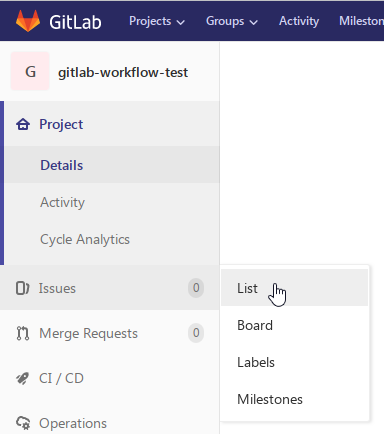 GitLab Projects Groups Activity Mileston
G gitlab-workflow-test
Project
Details
Activity
Cycle Analytics
Issues 0
List
Board
Merge Requests 0
Labels
CI / CD
Milestones
Operations